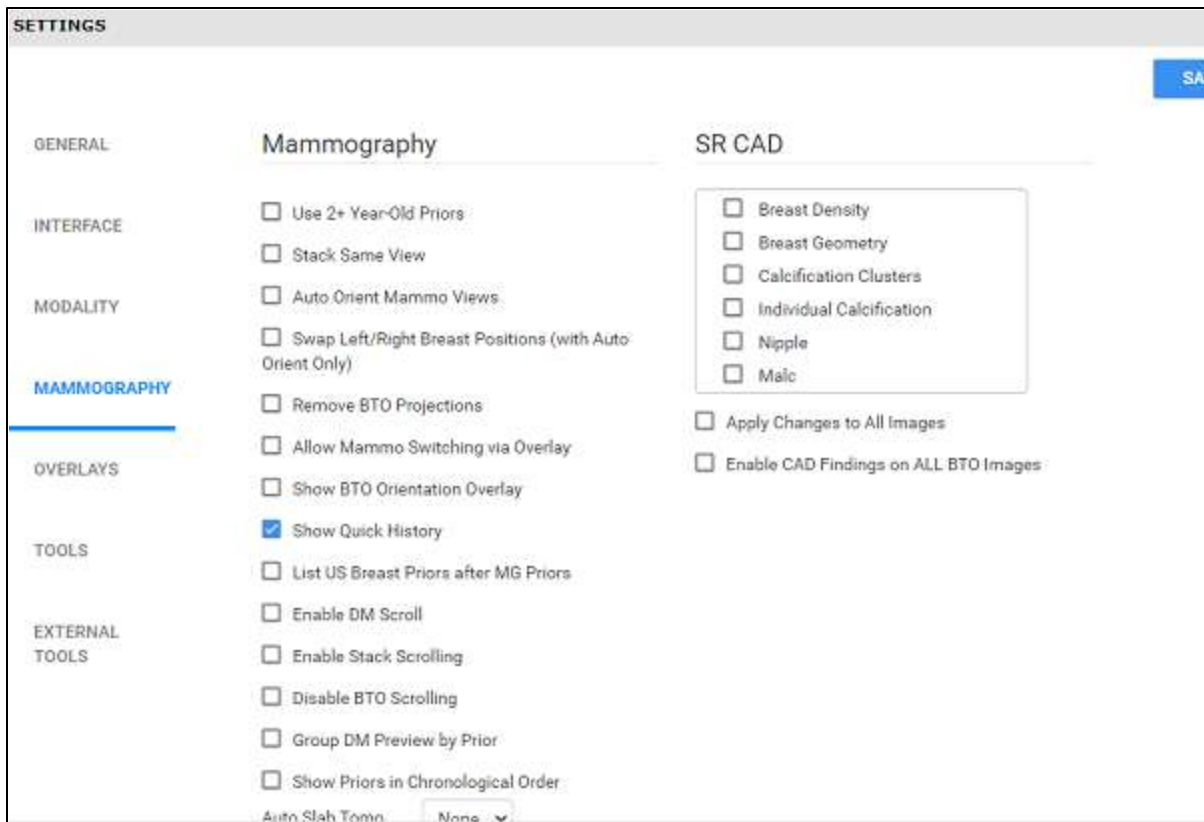 SETTINGS
SA
GENERAL
INTERFACE
MODALITY
MAMMOGRAPHY
OVERLAYS
TOOLS
EXTERNAL
TOOLS
Mammography
Use 2+ Year-Old Priors
Stack Same View
Auto Orient Mammo Views
Swap Left/Right Breast Positions (with Auto
Orient Only)
Remove BTO Projections
Allow Mammo Switching via Overlay
Show BTO Orientation Overlay
Show Quick History
List US Breast Priors after MG Priors
Enable DM Scroll
Enable Stack Scrolling
Disable BTO Scrolling
Group DM Preview by Prior
Show Priors in Chronological Order
Auto Slab Tomo None
SR CAD
Breast Density
Breast Geometry
Calcification Clusters
Individual Calcification
Nipple
Malc
Apply Changes to All Images
Enable CAD Findings on ALL BTO Images